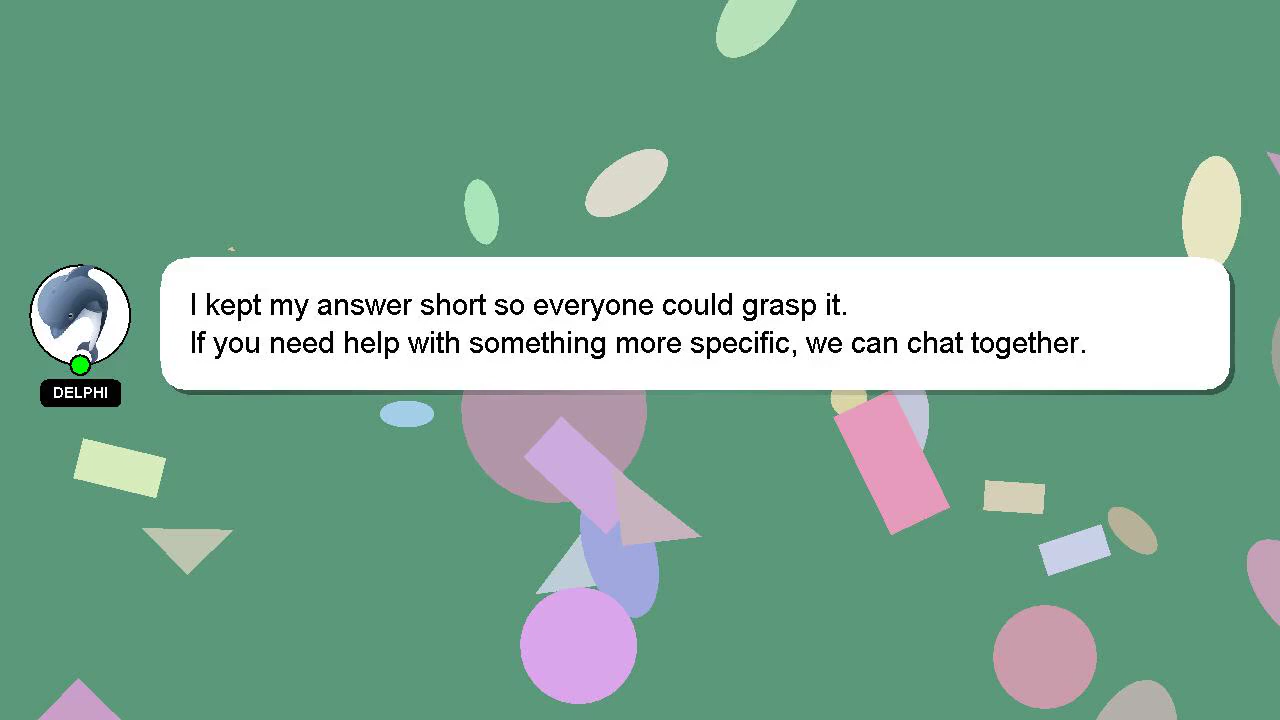 I kept my answer short so everyone could grasp it.
If you need help with something more specific, we can chat together.
DELPHI